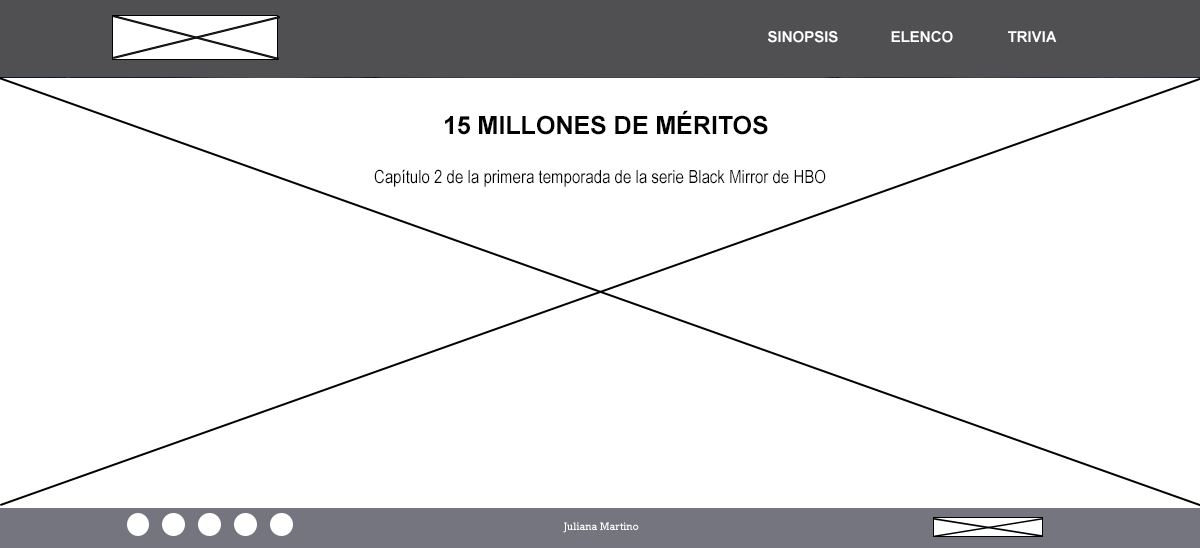 SINOPSIS ELENCO TRIVIA
15 MILLONES DE MÉRITOS
Capítulo 2 de la primera temporada de la serie Black Mirror de HBO
Juliana Martino